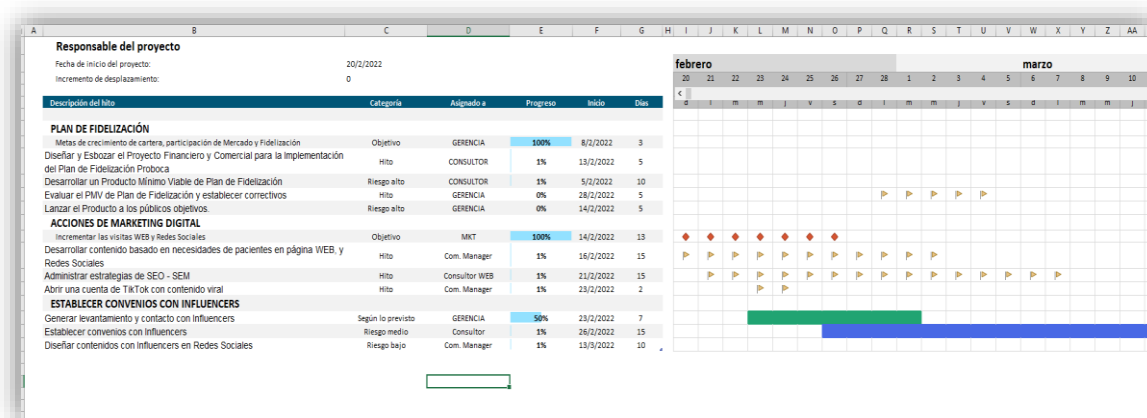 A B C D E F G H I J K L M N O P Q R S T U V W X Y Z AA
Responsable del proyecto
Fecha de inicio del proyecto: 20/2/2022 febrero marzo
Incremento de desplazamiento: 0 20 21 22 23 24 25 26 27 28 1 2 3 4 5 6 7 8 9 10
Descripción del hito Categoría Asignado a Progreso Inicio Días d l m m j v s d l m m j v s d l m m j
PLAN DE FIDELIZACIÓN
Metas de crecimiento de cartera, participación de Mercado y Fidelización Objetivo GERENCIA 100% 8/2/2022 3
Diseñar y Esbozar el Proyecto Financiero y Comercial para la Implementación
del Plan de Fidelización Proboca Hito CONSULTOR 1% 13/2/2022 5
Desarrollar un Producto Mínimo Viable de Plan de Fidelización Riesgo alto CONSULTOR 1% 5/2/2022 10
Evaluar el PMV de Plan de Fidelización y establecer correctivos Hito GERENCIA 0% 28/2/2022 5
Lanzar el Producto a los públicos objetivos. Riesgo alto GERENCIA 0% 14/2/2022 5
ACCIONES DE MARKETING DIGITAL
Incrementar las visitas WEB y Redes Sociales Objetivo MKT 100% 14/2/2022 13
Desarrollar contenido basado en necesidades de pacientes en página WEB, y
Redes Sociales Hito Com. Manager 1% 16/2/2022 15
Administrar estrategias de SEO - SEM Hito Consultor WEB 1% 21/2/2022 15
Abrir una cuenta de TikTok con contenido viral Hito Com. Manager 1% 23/2/2022 2
ESTABLECER CONVENIOS CON INFLUENCERS
Generar levantamiento y contacto con Influencers Según lo previsto GERENCIA 50% 23/2/2022 7
Establecer convenios con Influencers Riesgo medio Consultor 1% 26/2/2022 15
Diseñar contenidos con Influencers en Redes Sociales Riesgo bajo Com. Manager 1% 13/3/2022 10